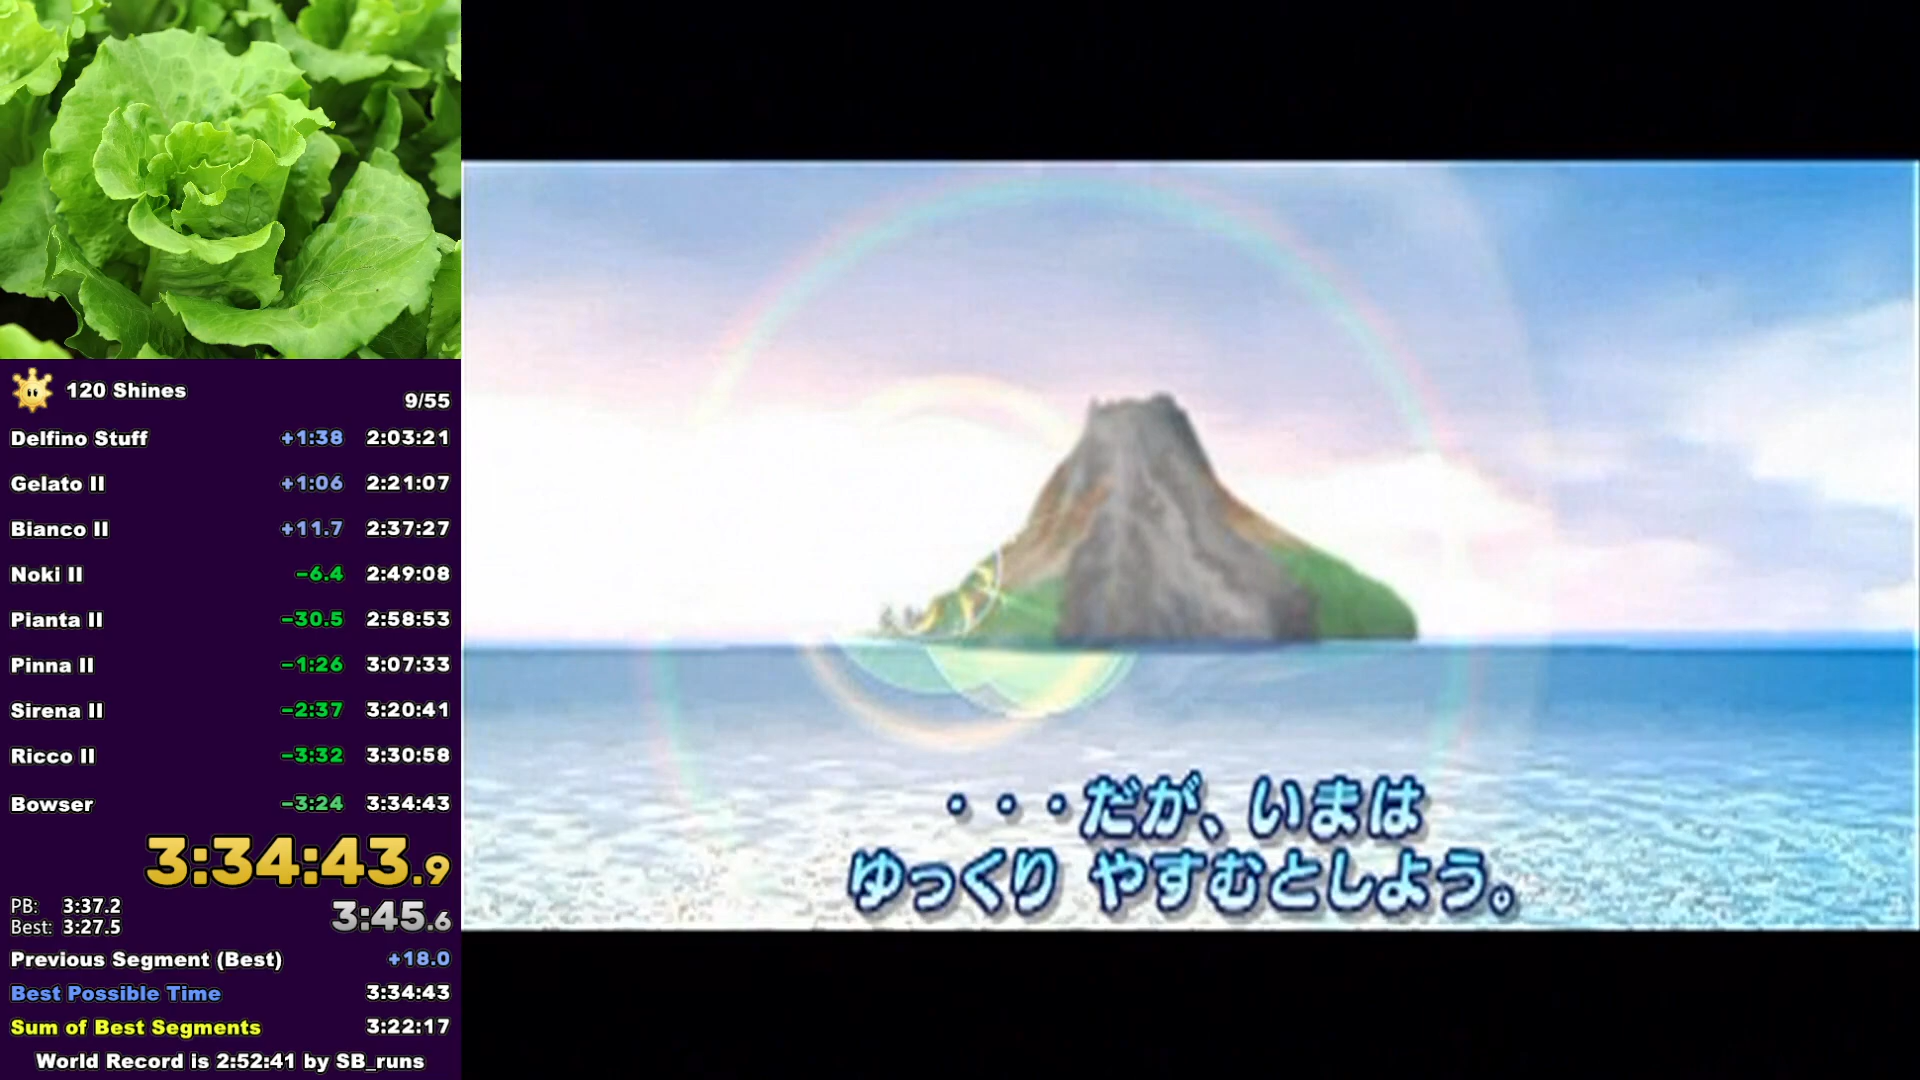 120 Shines
9/55
Delfino Stuff +1:38 2:03:21
Gelato II +1:06 2:21:07
Bianco II +11.7 2:37:27
Noki II −6.4 2:49:08
Pianta II −30.5 2:58:53
Pinna II −1:26 3:07:33
Sirena II −2:37 3:20:41
Ricco II −3:32 3:30:58
Bowser −3:24 3:34:43
3:34:43.9
PB: 3:37.2
Best: 3:27.5
3:45.6
Previous Segment (Best) +18.0
Best Possible Time 3:34:43
Sum of Best Segments 3:22:17
World Record is 2:52:41 by SB_runs
・・・だが、いまは
ゆっくり やすむとしよう。